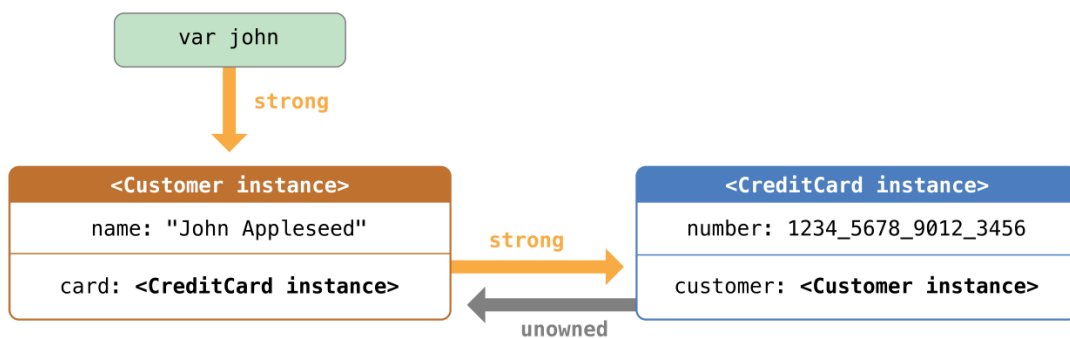 var john
strong
<Customer instance>
name: "John Appleseed"
card: <CreditCard instance>
strong
unowned
<CreditCard instance>
number: 1234_5678_9012_3456
customer: <Customer instance>